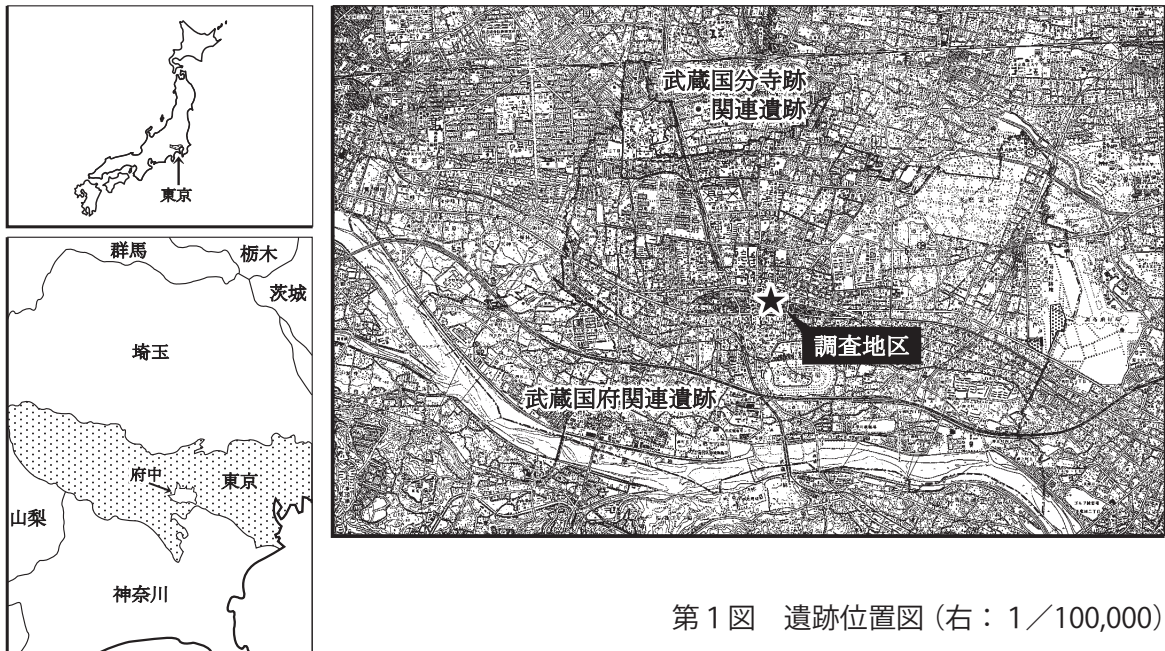 東京
群馬
栃木
茨城
埼玉
府中
東京
山梨
神奈川
武蔵国分寺跡
関連遺跡
調査地区
武蔵国府関連遺跡
第1図　遺跡位置図（右：1／100,000）